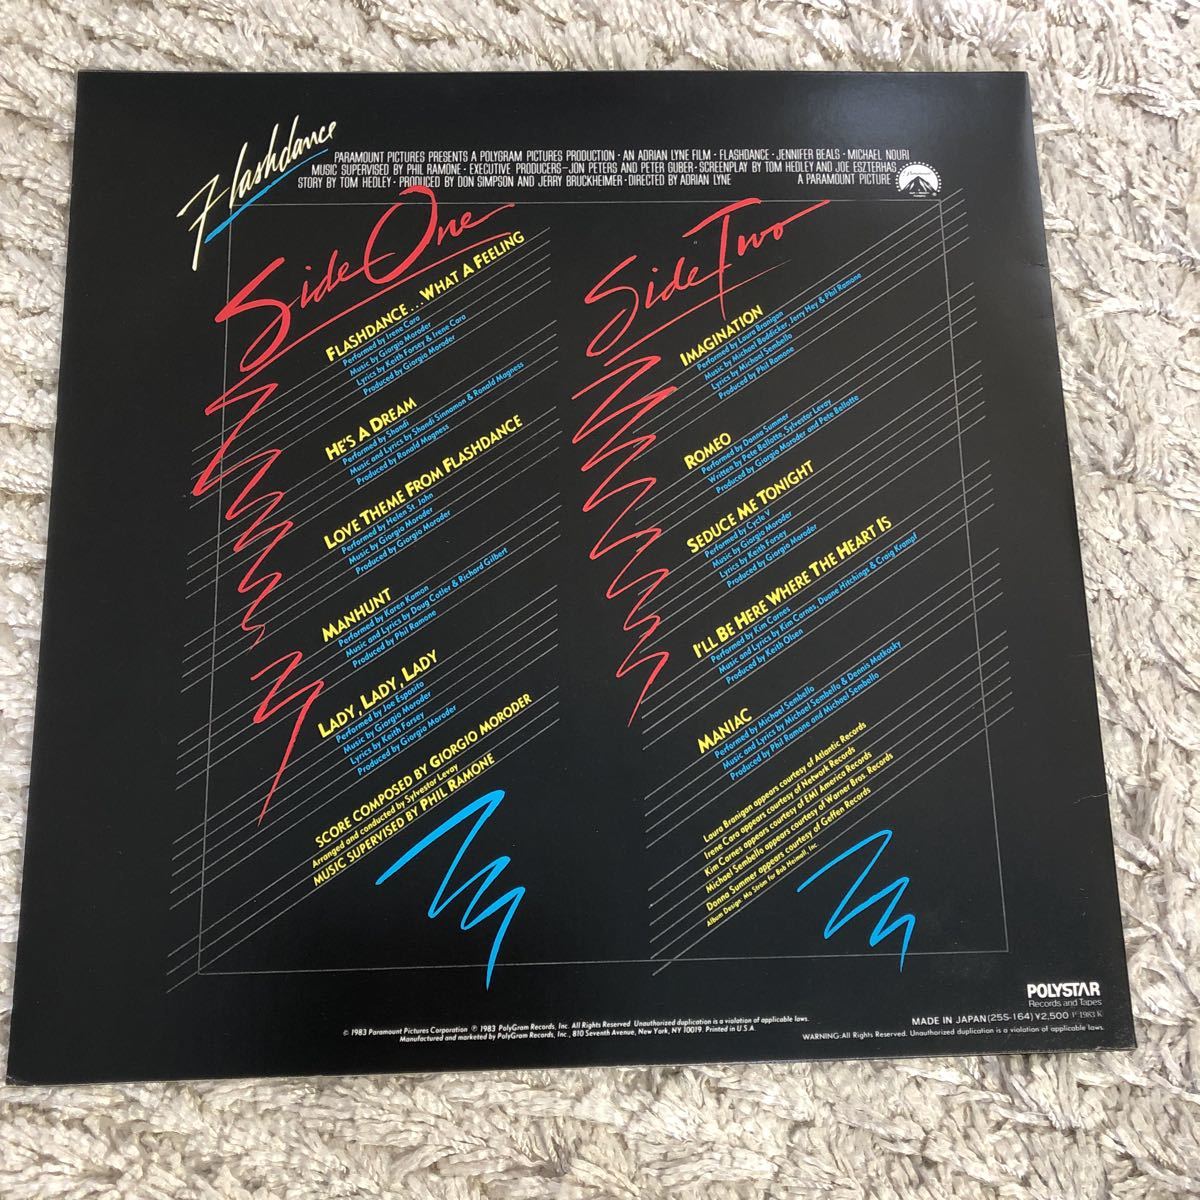 Flashdance
PARAMOUNT PICTURES PRESENTS A POLYGRAM PICTURES PRODUCTION · AN ADRIAN LYNE FILM · FLASHDANCE · JENNIFER BEALS · MICHAEL NOURI
MUSIC SUPERVISED BY PHIL RAMONE · EXECUTIVE PRODUCERS—JON PETERS AND PETER GUBER · SCREENPLAY BY TOM HEDLEY AND JOE ESZTERHAS
STORY BY TOM HEDLEY · PRODUCED BY DON SIMPSON AND JERRY BRUCKHEIMER · DIRECTED BY ADRIAN LYNE
A PARAMOUNT PICTURE
Paramount
Side One
FLASHDANCE...WHAT A FEELING
Performed by Irene Cara
Music by Giorgio Moroder
Lyrics by Keith Forsey & Irene Cara
Produced by Giorgio Moroder
HE'S A DREAM
Performed by Shandi
Music and Lyrics by Shandi Sinnamon & Ronald Magness
Produced by Ronald Magness
LOVE THEME FROM FLASHDANCE
Performed by Helen St. John
Music by Giorgio Moroder
Produced by Giorgio Moroder
MANHUNT
Performed by Karen Kamon
Music and Lyrics by Doug Cotler & Richard Gilbert
Produced by Phil Ramone
LADY, LADY, LADY
Performed by Joe Esposito
Music by Giorgio Moroder
Lyrics by Keith Forsey
Produced by Giorgio Moroder
SCORE COMPOSED BY GIORGIO MORODER
Arranged and conducted by Sylvester Levay
MUSIC SUPERVISED BY PHIL RAMONE
Side Two
IMAGINATION
Performed by Laura Branigan
Music by Michael Boddicker, Jerry Hey & Phil Ramone
Lyrics by Michael Sembello
Produced by Phil Ramone
ROMEO
Performed by Donna Summer
Written by Pete Bellotte, Sylvester Levay
Produced by Giorgio Moroder and Pete Bellotte
SEDUCE ME TONIGHT
Performed by Cycle V
Music by Giorgio Moroder
Lyrics by Keith Forsey
Produced by Giorgio Moroder
I'LL BE HERE WHERE THE HEART IS
Performed by Kim Carnes
Music and Lyrics by Kim Carnes, Duane Hitchings & Craig Krampf
Produced by Keith Olsen
MANIAC
Performed by Michael Sembello
Music and Lyrics by Michael Sembello & Dennis Matkosky
Produced by Phil Ramone and Michael Sembello
Laura Branigan appears courtesy of Atlantic Records
Irene Cara appears courtesy of Network Records
Kim Carnes appears courtesy of EMI America Records
Michael Sembello appears courtesy of Warner Bros. Records
Donna Summer appears courtesy of Geffen Records
Album Design: Mo Strom for Bob Heimall, Inc.
POLYSTAR
Records and Tapes
© 1983 Paramount Pictures Corporation ℗ 1983 PolyGram Records, Inc. All Rights Reserved. Unauthorized duplication is a violation of applicable laws.
Manufactured and marketed by PolyGram Records, Inc., 810 Seventh Avenue, New York, NY 10019. Printed in U.S.A.
MADE IN JAPAN(25S-164)¥2,500 ℗ 1983 K
WARNING:All Rights Reserved. Unauthorized duplication is a violation of applicable laws.